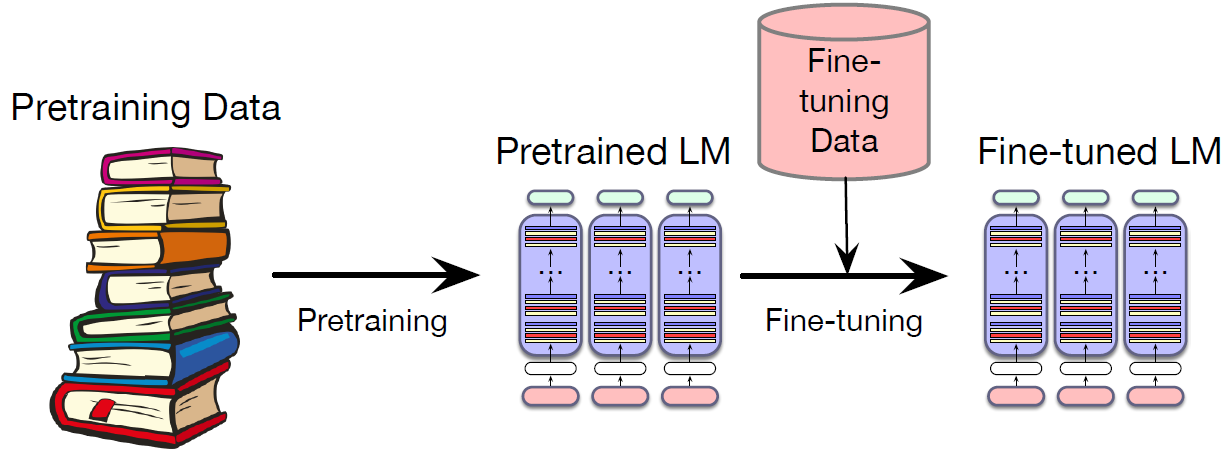 Pretraining Data
Pretraining
Pretrained LM
...
...
...
Fine-
tuning
Data
Fine-tuning
Fine-tuned LM
...
...
...